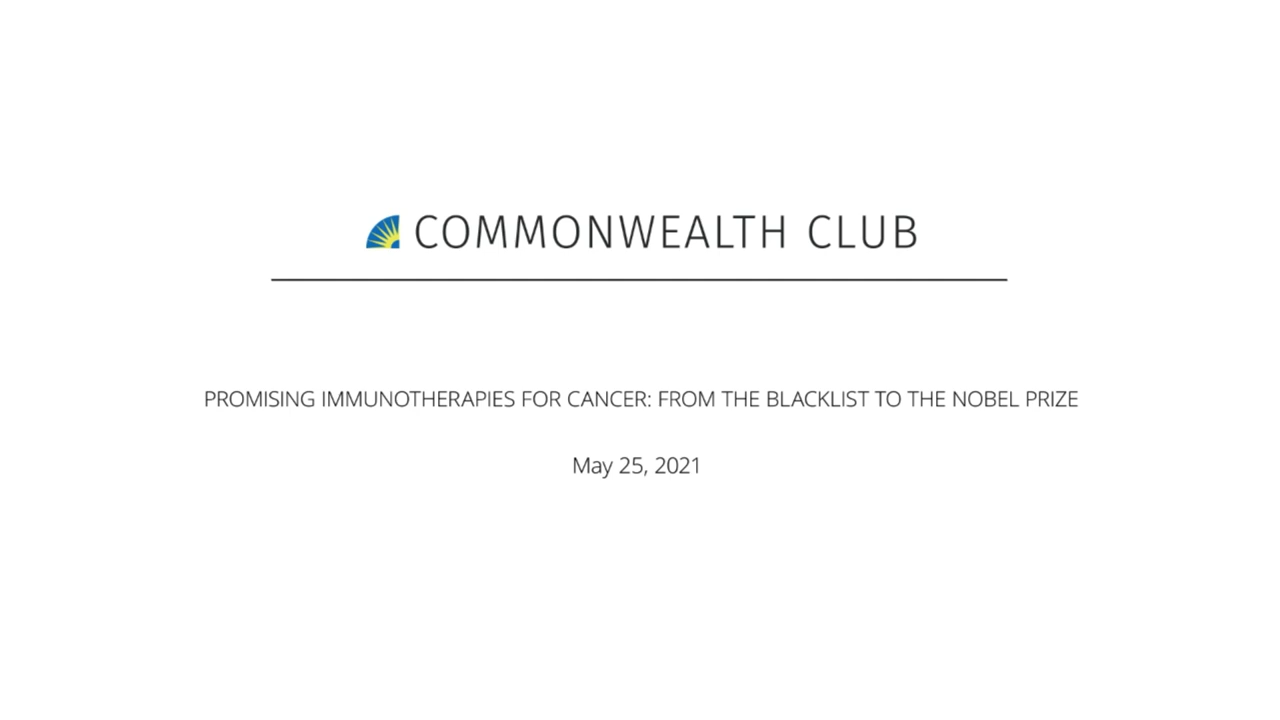 COMMONWEALTH CLUB
PROMISING IMMUNOTHERAPIES FOR CANCER: FROM THE BLACKLIST TO THE NOBEL PRIZE
May 25, 2021